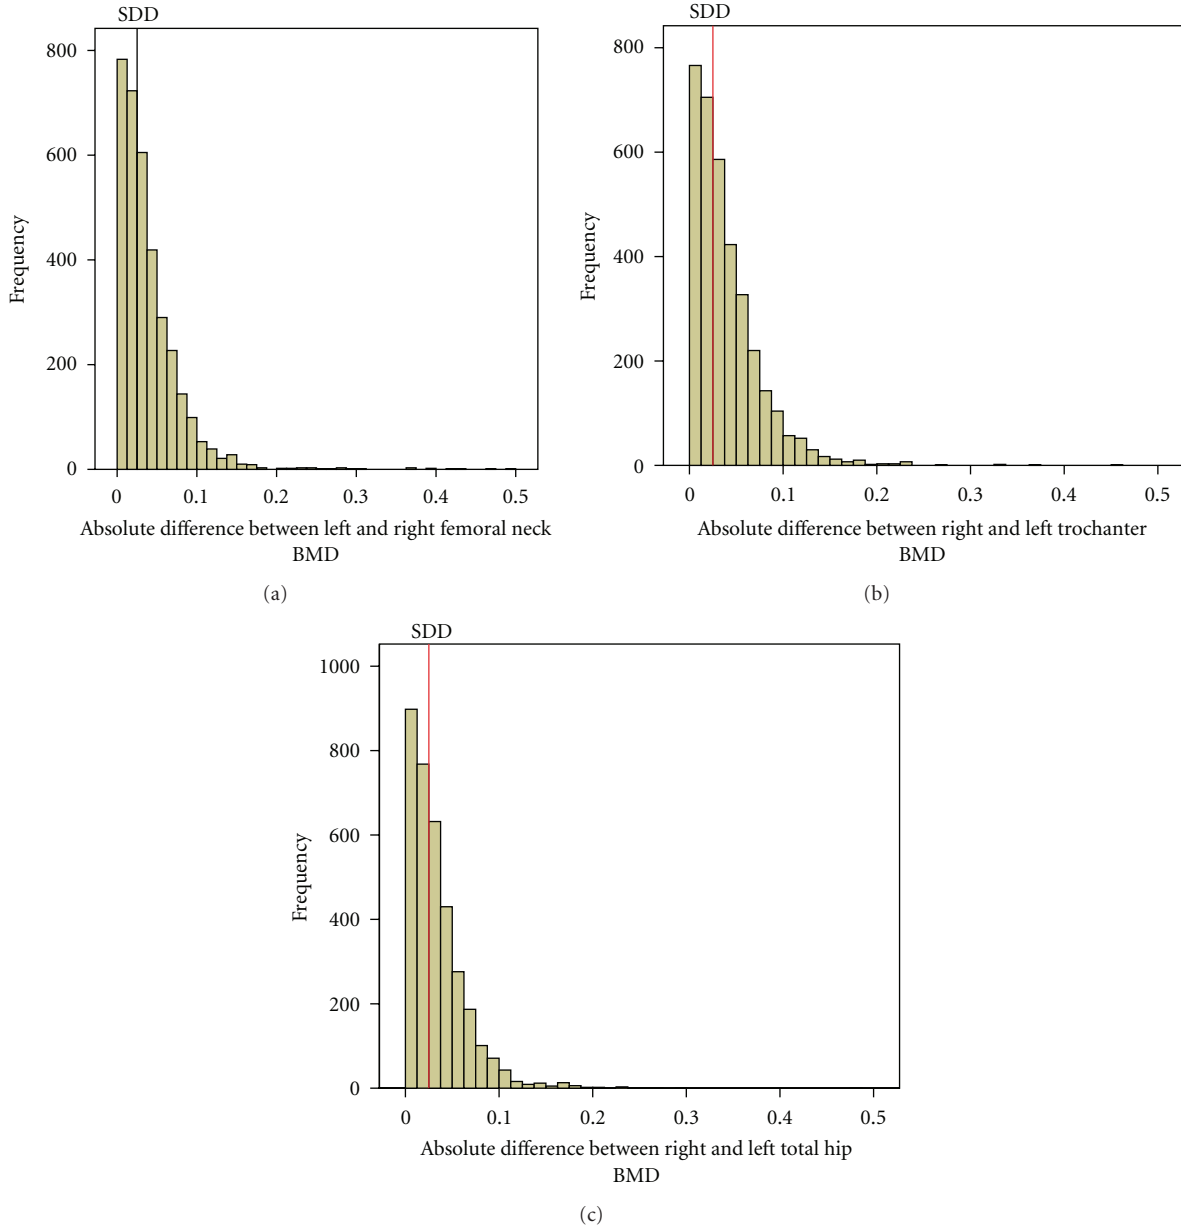 SDD
800
600
400
200
0
Frequency
0 0.1 0.2 0.3 0.4 0.5
Absolute difference between left and right femoral neck
BMD
(a)
SDD
800
600
400
200
0
Frequency
0 0.1 0.2 0.3 0.4 0.5
Absolute difference between right and left trochanter
BMD
(b)
SDD
1000
800
600
400
200
0
Frequency
0 0.1 0.2 0.3 0.4 0.5
Absolute difference between right and left total hip
BMD
(c)